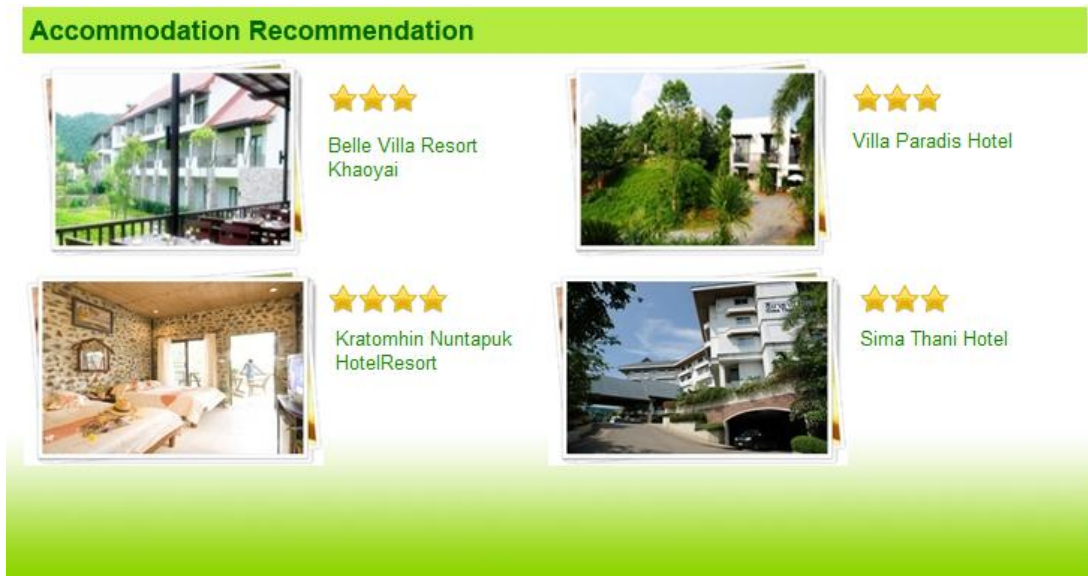 Accommodation Recommendation
Belle Villa Resort
Khaoyai
Villa Paradis Hotel
Kratomhin Nuntapuk
HotelResort
Sima Thani Hotel